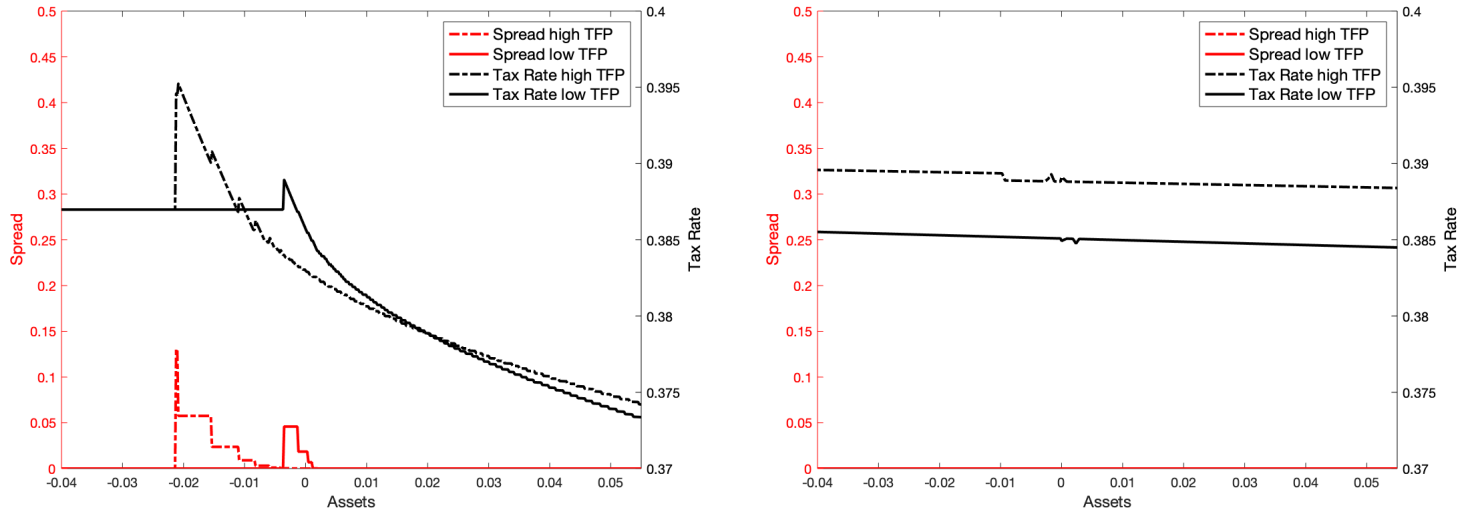 0.5
0.45
0.4
0.35
0.3
0.25
0.2
0.15
0.1
0.05
0
Spread
-0.04 -0.03 -0.02 -0.01 0 0.01 0.02 0.03 0.04 0.05
Assets
0.4
0.395
0.39
0.385
0.38
0.375
0.37
Tax Rate
Spread high TFP
Spread low TFP
Tax Rate high TFP
Tax Rate low TFP
0.5
0.45
0.4
0.35
0.3
0.25
0.2
0.15
0.1
0.05
0
Spread
-0.04 -0.03 -0.02 -0.01 0 0.01 0.02 0.03 0.04 0.05
Assets
0.4
0.395
0.39
0.385
0.38
0.375
0.37
Tax Rate
Spread high TFP
Spread low TFP
Tax Rate high TFP
Tax Rate low TFP